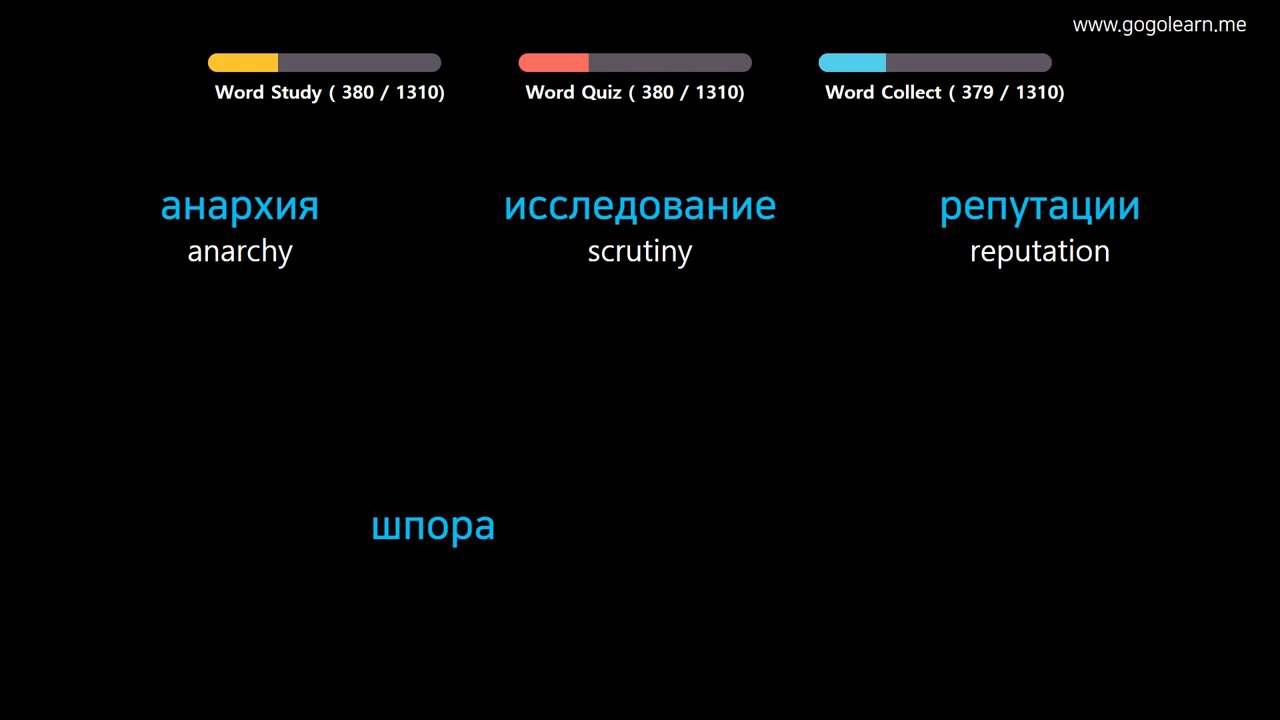 www.gogolearn.me
Word Study ( 380 / 1310)
Word Quiz ( 380 / 1310)
Word Collect ( 379 / 1310)
анархия
anarchy
исследование
scrutiny
репутации
reputation
шпора